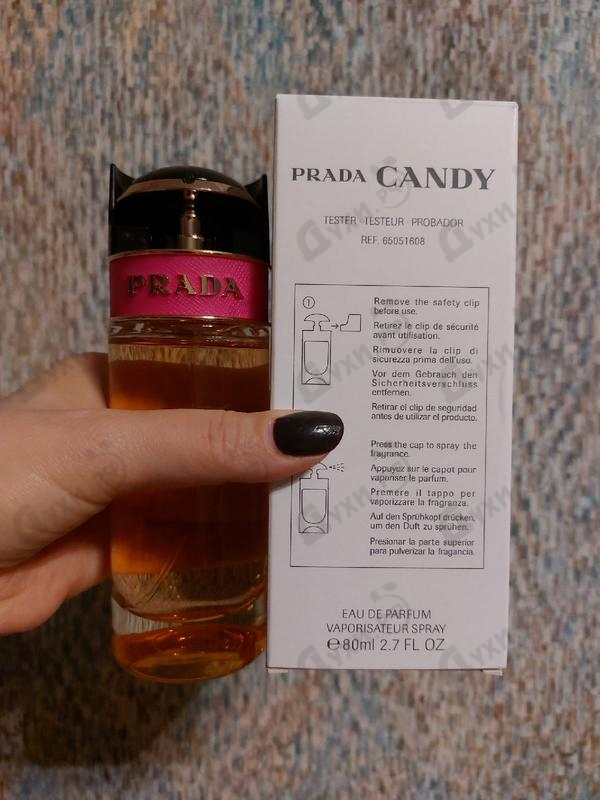 PRADA
PRADA CANDY
TESTER - TESTEUR - PROBADOR
REF. 65051608
1
Remove the safety clip
before use.
Retirez le clip de sécurité
avant utilisation.
Rimuovere la clip di
sicurezza prima dell'uso.
Vor dem Gebrauch den
Sicherheitsverschluss
entfernen.
Retirar el clip de seguridad
antes de utilizar el producto.
Press the cap to spray the
fragrance.
Appuyez sur le capot pour
vaporiser le parfum.
Premere il tappo per
vaporizzare la fragranza.
Auf den Sprühkopf drücken,
um den Duft zu sprühen.
Presionar la parte superior
para pulverizar la fragancia.
EAU DE PARFUM
VAPORISATEUR SPRAY
℮80ml 2.7 FL OZ